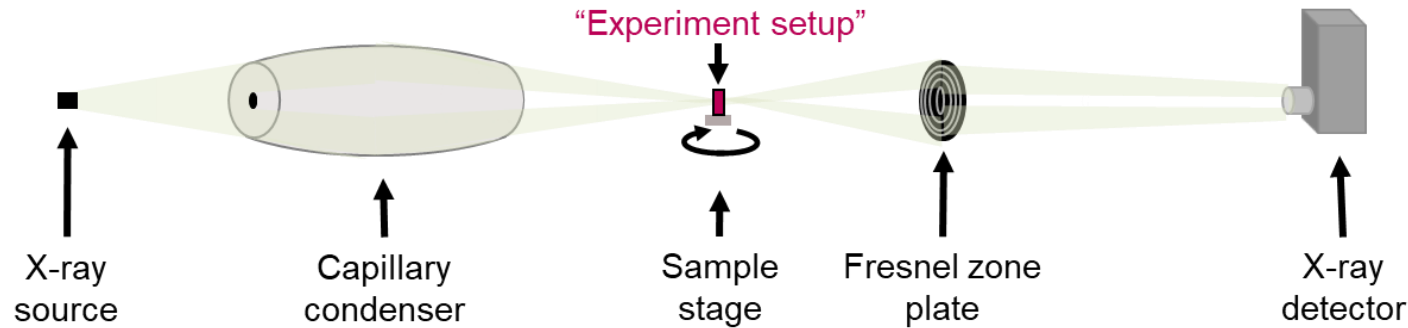 “Experiment setup”
X-ray
source
Capillary
condenser
Sample
stage
Fresnel zone
plate
X-ray
detector